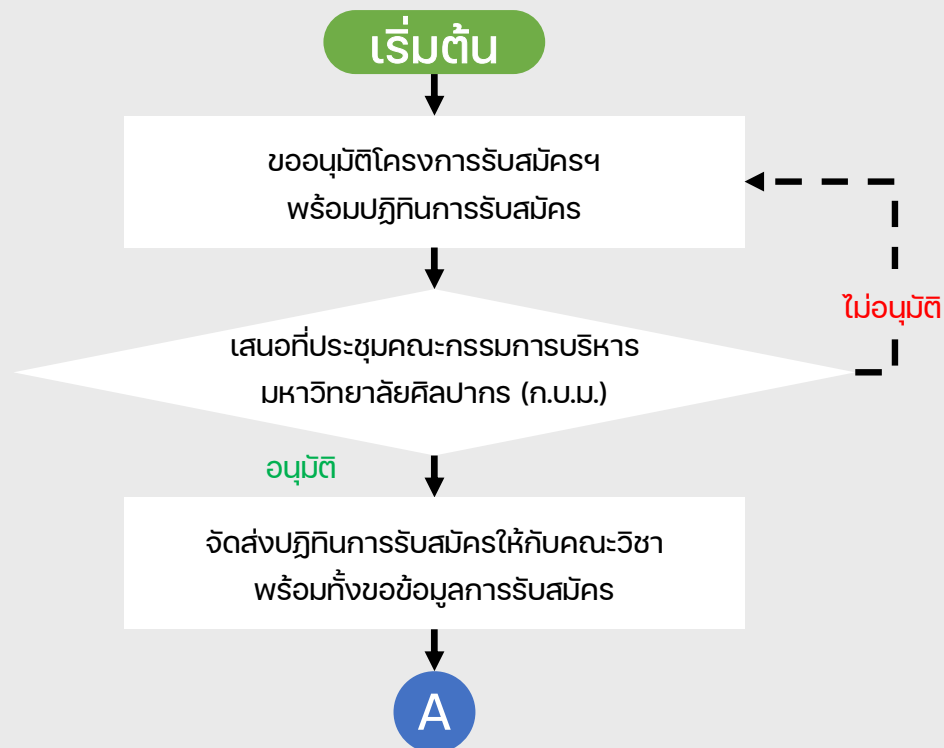 เริ่มต้น
ขออนุมัติโครงการรับสมัครฯ
พร้อมปฏิทินการรับสมัคร
ไม่อนุมัติ
เสนอที่ประชุมคณะกรรมการบริหาร
มหาวิทยาลัยศิลปากร (ก.บ.ม.)
อนุมัติ
จัดส่งปฏิทินการรับสมัครให้กับคณะวิชา
พร้อมทั้งขอข้อมูลการรับสมัคร
A